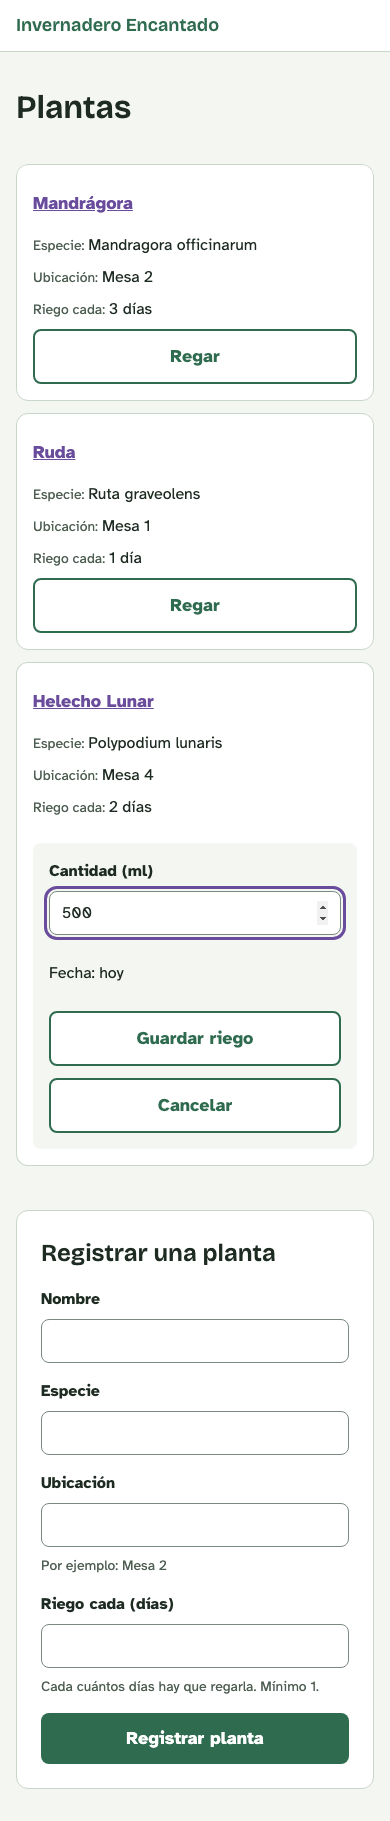 Invernadero Encantado
Plantas
Mandrágora
Especie: Mandragora officinarum
Ubicación: Mesa 2
Riego cada: 3 días
Regar
Ruda
Especie: Ruta graveolens
Ubicación: Mesa 1
Riego cada: 1 día
Regar
Helecho Lunar
Especie: Polypodium lunaris
Ubicación: Mesa 4
Riego cada: 2 días
Cantidad (ml)
500
Fecha: hoy
Guardar riego
Cancelar
Registrar una planta
Nombre
Especie
Ubicación
Por ejemplo: Mesa 2
Riego cada (días)
Cada cuántos días hay que regarla. Mínimo 1.
Registrar planta